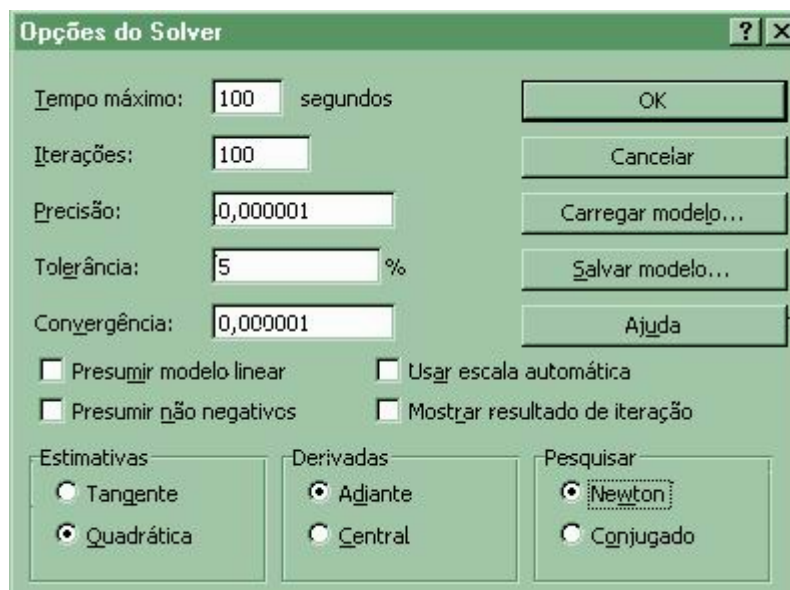 Opções do Solver
Tempo máximo: 100 segundos
OK
Iterações: 100
Cancelar
Precisão: 0,000001
Carregar modelo...
Tolerância: 5 %
Salvar modelo...
Convergência: 0,000001
Ajuda
Presumir modelo linear
Usar escala automática
Presumir não negativos
Mostrar resultado de iteração
Estimativas
Tangente
Quadrática
Derivadas
Adiante
Central
Pesquisar
Newton
Conjugado